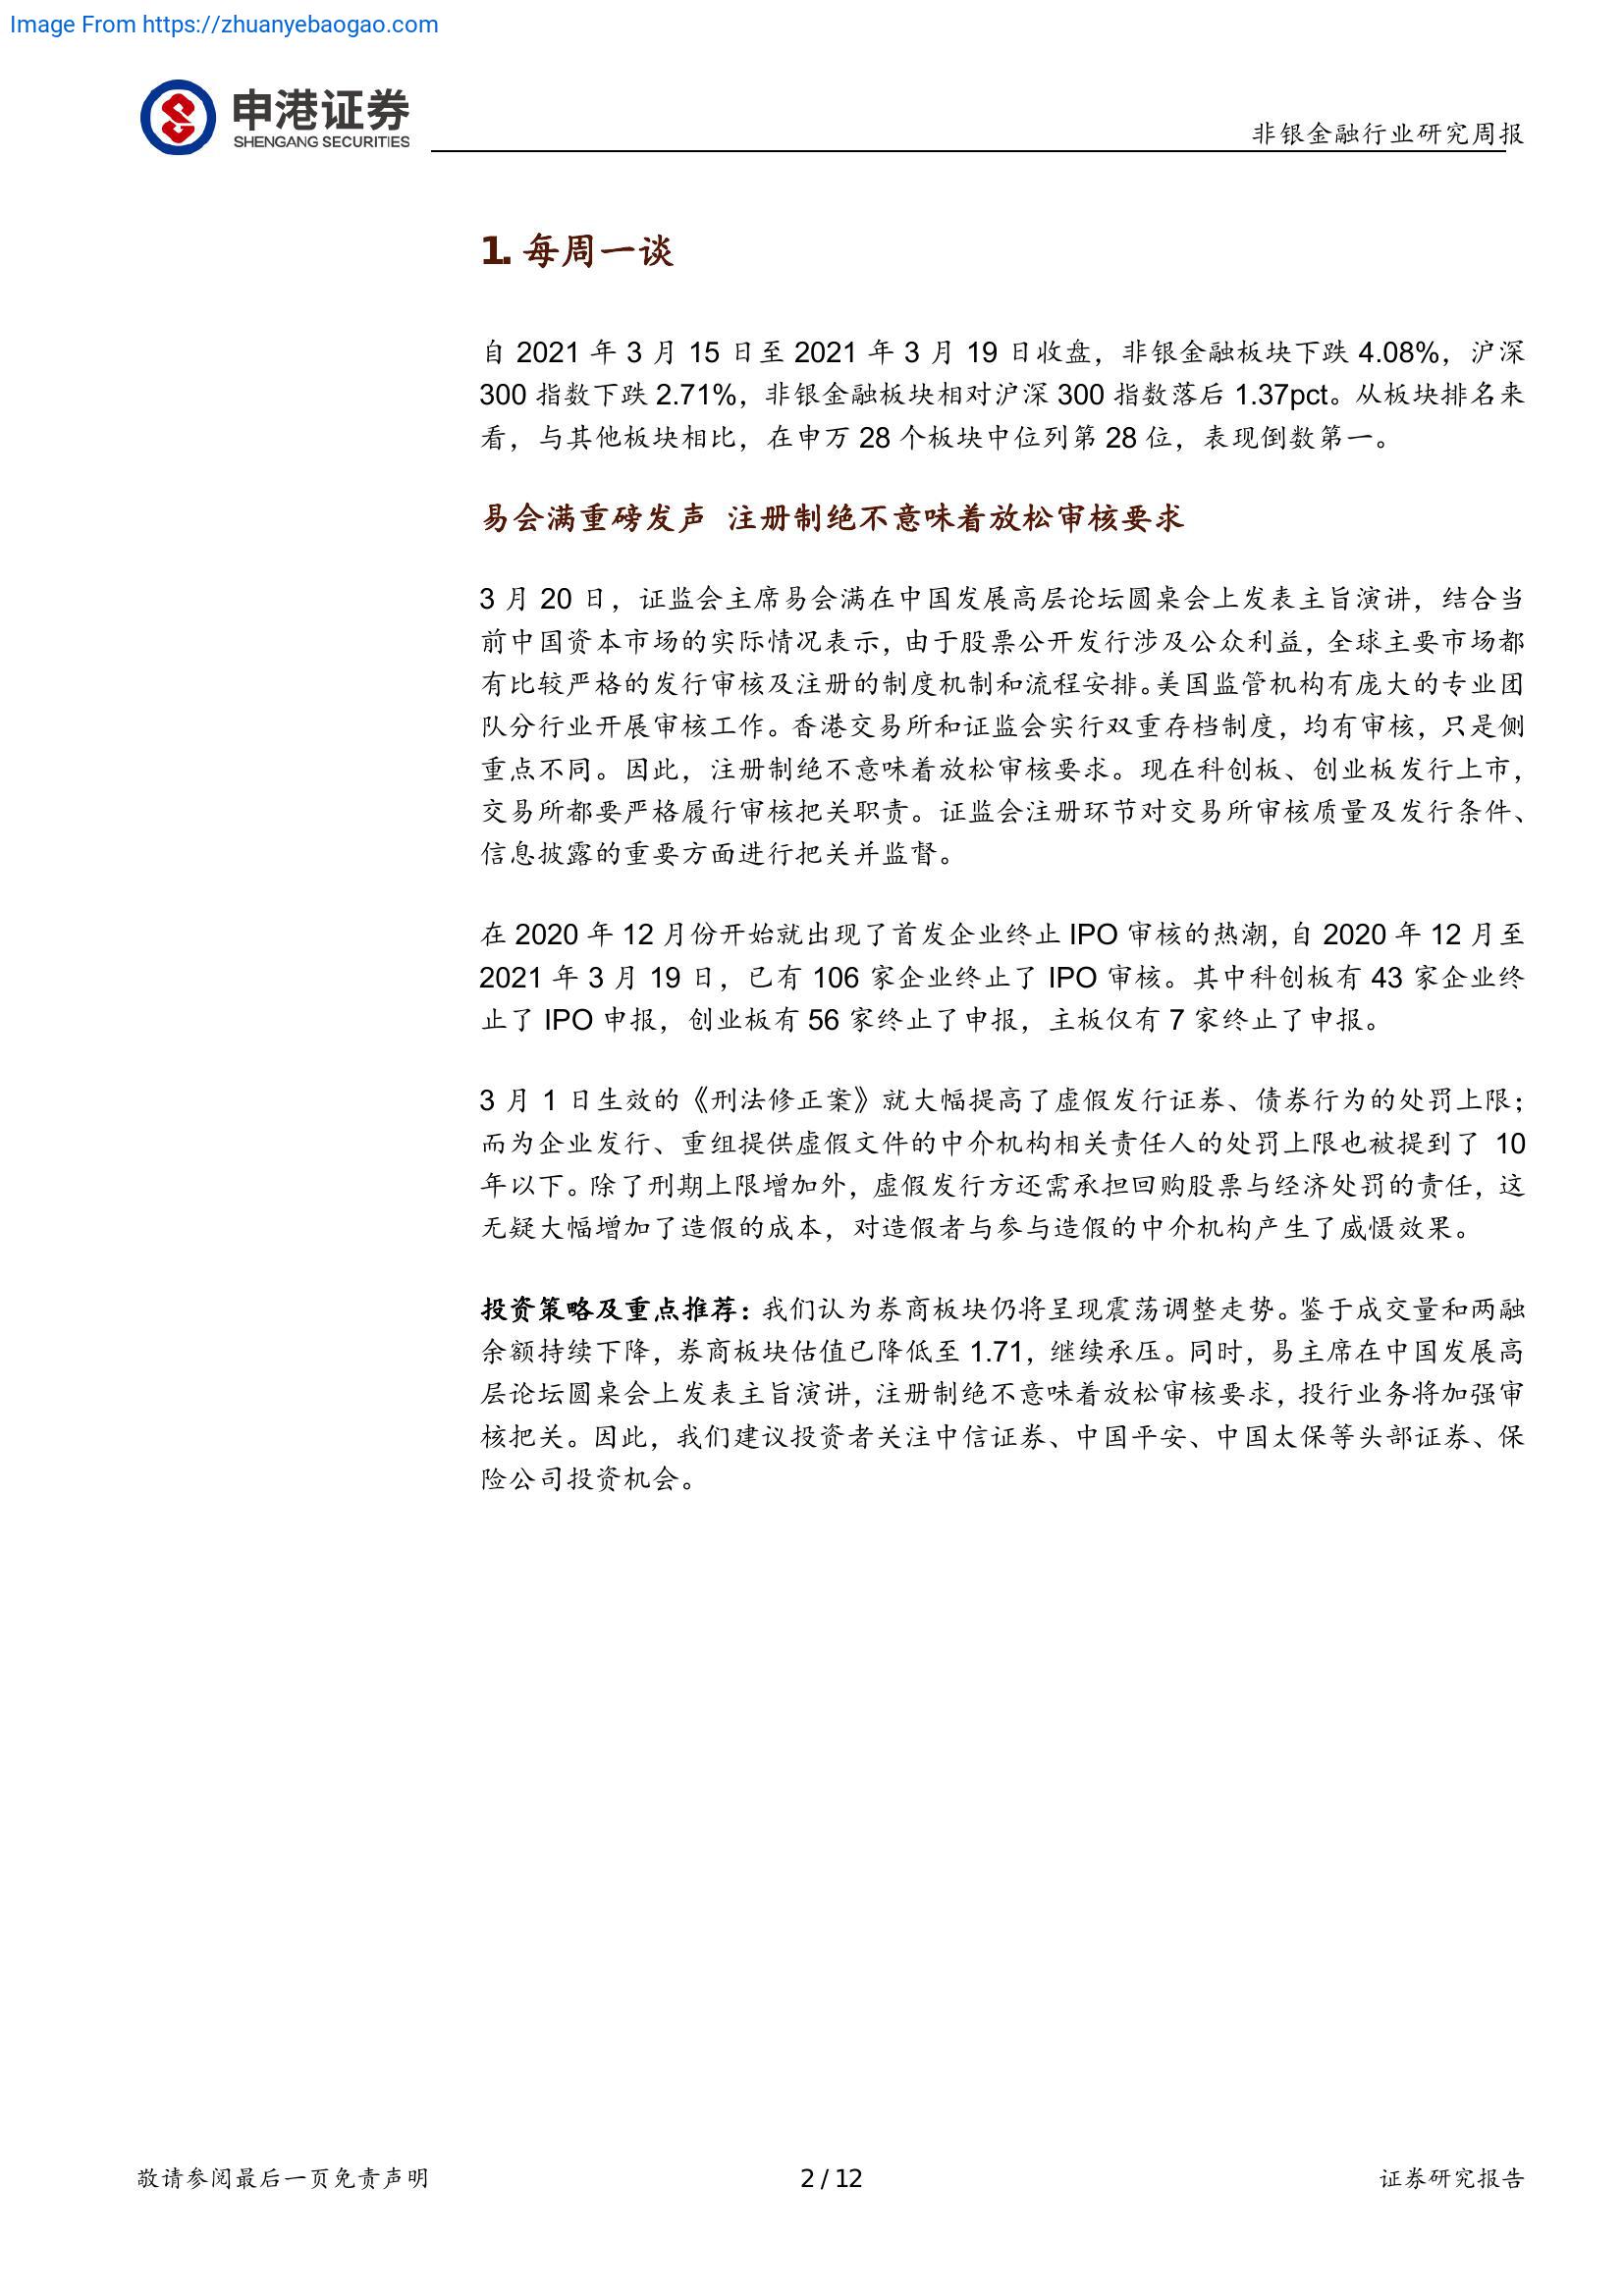 Image From https://zhuanyebaogao.com
申港证券
SHENGANG SECURITIES
非银金融行业研究周报
1. 每周一谈
自 2021 年 3 月 15 日至 2021 年 3 月 19 日收盘，非银金融板块下跌 4.08%，沪深
300 指数下跌 2.71%，非银金融板块相对沪深 300 指数落后 1.37pct。从板块排名来
看，与其他板块相比，在申万 28 个板块中位列第 28 位，表现倒数第一。
易会满重磅发声 注册制绝不意味着放松审核要求
3 月 20 日，证监会主席易会满在中国发展高层论坛圆桌会上发表主旨演讲，结合当
前中国资本市场的实际情况表示，由于股票公开发行涉及公众利益，全球主要市场都
有比较严格的发行审核及注册的制度机制和流程安排。美国监管机构有庞大的专业团
队分行业开展审核工作。香港交易所和证监会实行双重存档制度，均有审核，只是侧
重点不同。因此，注册制绝不意味着放松审核要求。现在科创板、创业板发行上市，
交易所都要严格履行审核把关职责。证监会注册环节对交易所审核质量及发行条件、
信息披露的重要方面进行把关并监督。
在 2020 年 12 月份开始就出现了首发企业终止 IPO 审核的热潮，自 2020 年 12 月至
2021 年 3 月 19 日，已有 106 家企业终止了 IPO 审核。其中科创板有 43 家企业终
止了 IPO 申报，创业板有 56 家终止了申报，主板仅有 7 家终止了申报。
3 月 1 日生效的《刑法修正案》就大幅提高了虚假发行证券、债券行为的处罚上限；
而为企业发行、重组提供虚假文件的中介机构相关责任人的处罚上限也被提到了 10
年以下。除了刑期上限增加外，虚假发行方还需承担回购股票与经济处罚的责任，这
无疑大幅增加了造假的成本，对造假者与参与造假的中介机构产生了威慑效果。
投资策略及重点推荐：我们认为券商板块仍将呈现震荡调整走势。鉴于成交量和两融
余额持续下降，券商板块估值已降低至 1.71，继续承压。同时，易主席在中国发展高
层论坛圆桌会上发表主旨演讲，注册制绝不意味着放松审核要求，投行业务将加强审
核把关。因此，我们建议投资者关注中信证券、中国平安、中国太保等头部证券、保
险公司投资机会。
敬请参阅最后一页免责声明
2 / 12
证券研究报告